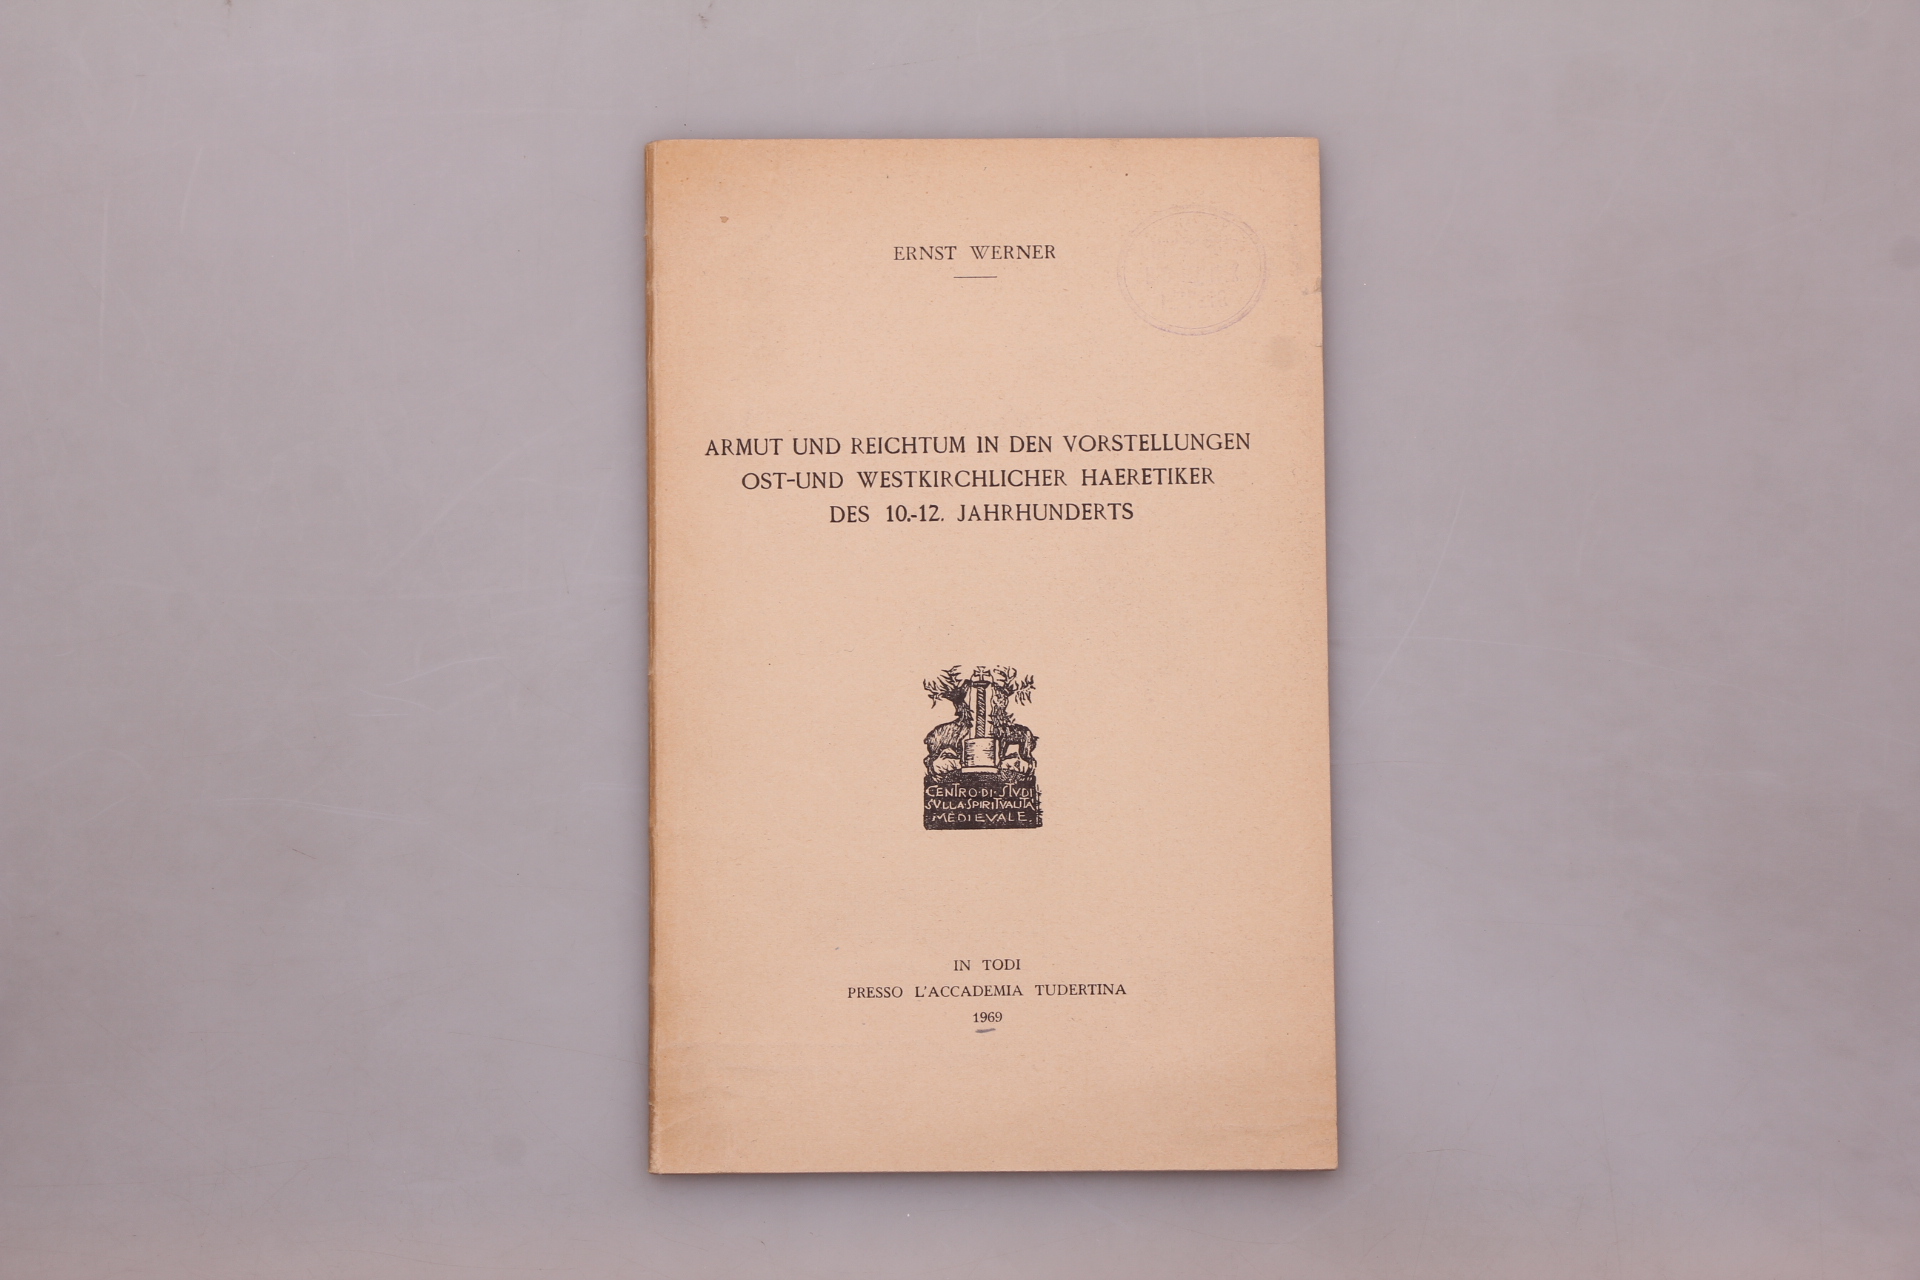 ERNST WERNER
ARMUT UND REICHTUM IN DEN VORSTELLUNGEN
OST-UND WESTKIRCHLICHER HAERETIKER
DES 10.-12. JAHRHUNDERTS
CENTRO·DI·STVDI
SVLLA·SPIRITVALITA
MEDIEVALE
IN TODI
PRESSO L'ACCADEMIA TUDERTINA
1969